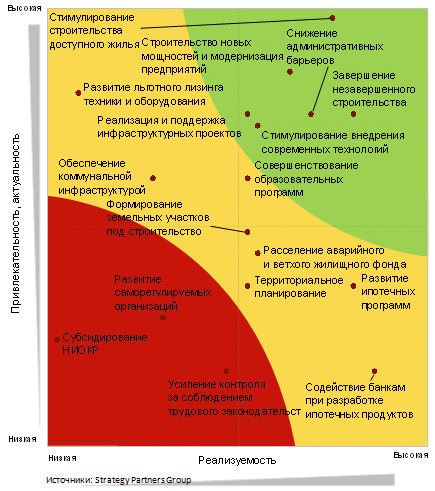 Высокая
Стимулирование
строительства
доступного жилья
Строительство новых
мощностей и модернизация
предприятий
Снижение
административных
барьеров
Завершение
незавершенного
строительства
Развитие льготного лизинга
техники и оборудования
Реализация и поддержка
инфраструктурных проектов
Стимулирование внедрения
современных технологий
Обеспечение
коммунальной
инфраструктурой
Совершенствование
образовательных
программ
Формирование
земельных участков
под строительство
Расселение аварийного
и ветхого жилищного фонда
Развитие
саморегулируемых
организаций
Территориальное
планирование
Развитие
ипотечных
программ
Субсидирование
НИОКР
Усиление контроля
за соблюдением
трудового законодательст
Содействие банкам
при разработке
ипотечных продуктов
Привлекательность, актуальность
Низкая
Низкая
Реализуемость
Высокая
Источники: Strategy Partners Group